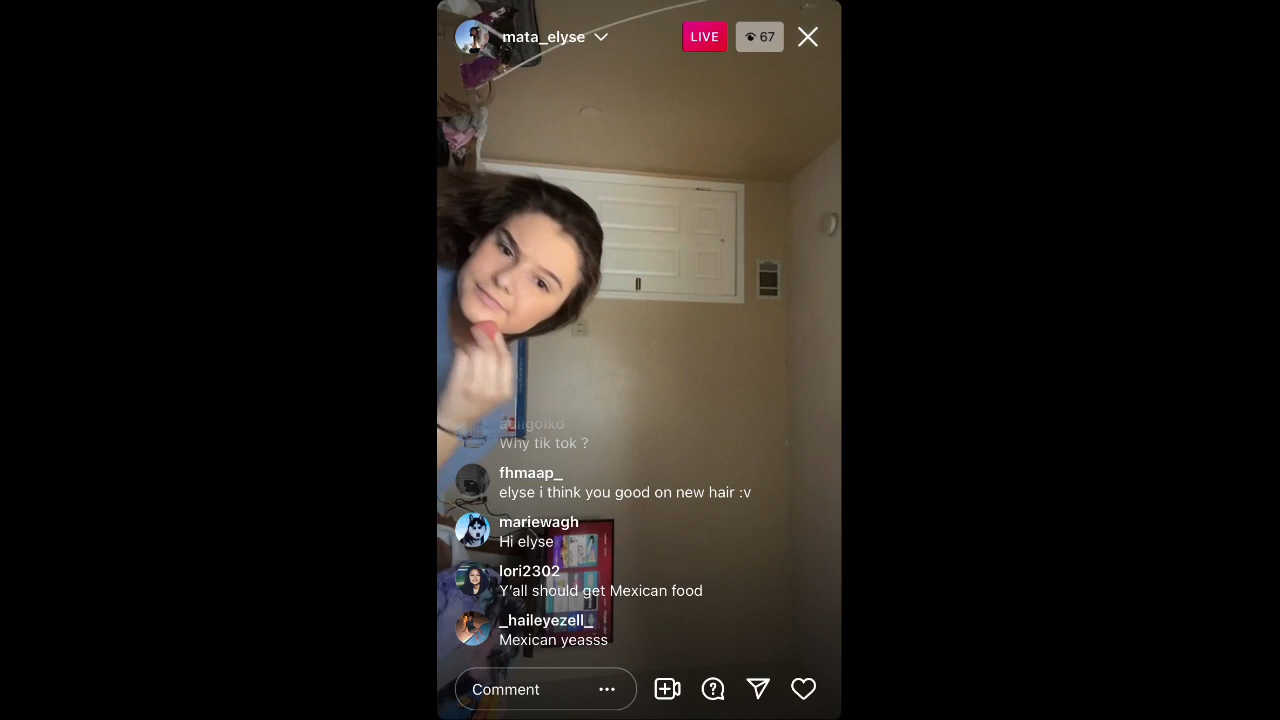 mata_elyse
LIVE
67
adiigolko
Why tik tok ?
fhmaap_
elyse i think you good on new hair :v
mariewagh
Hi elyse
lori2302
Y'all should get Mexican food
_haileyezell_
Mexican yeasss
Comment